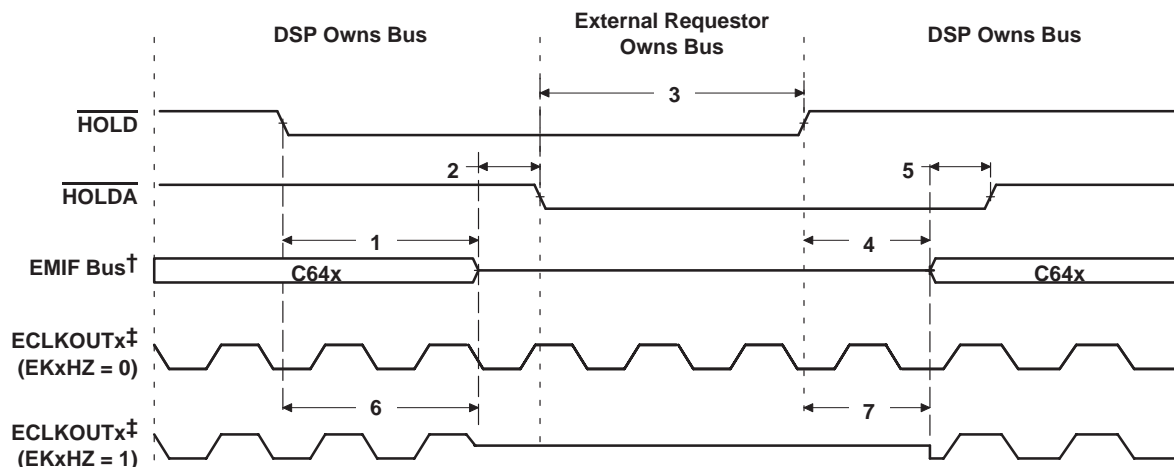 DSP Owns Bus
External Requestor
Owns Bus
DSP Owns Bus
3
HOLD
2
5
HOLDA
1
4
EMIF Bus†
C64x
C64x
ECLKOUTx‡
(EKxHZ = 0)
6
7
ECLKOUTx‡
(EKxHZ = 1)